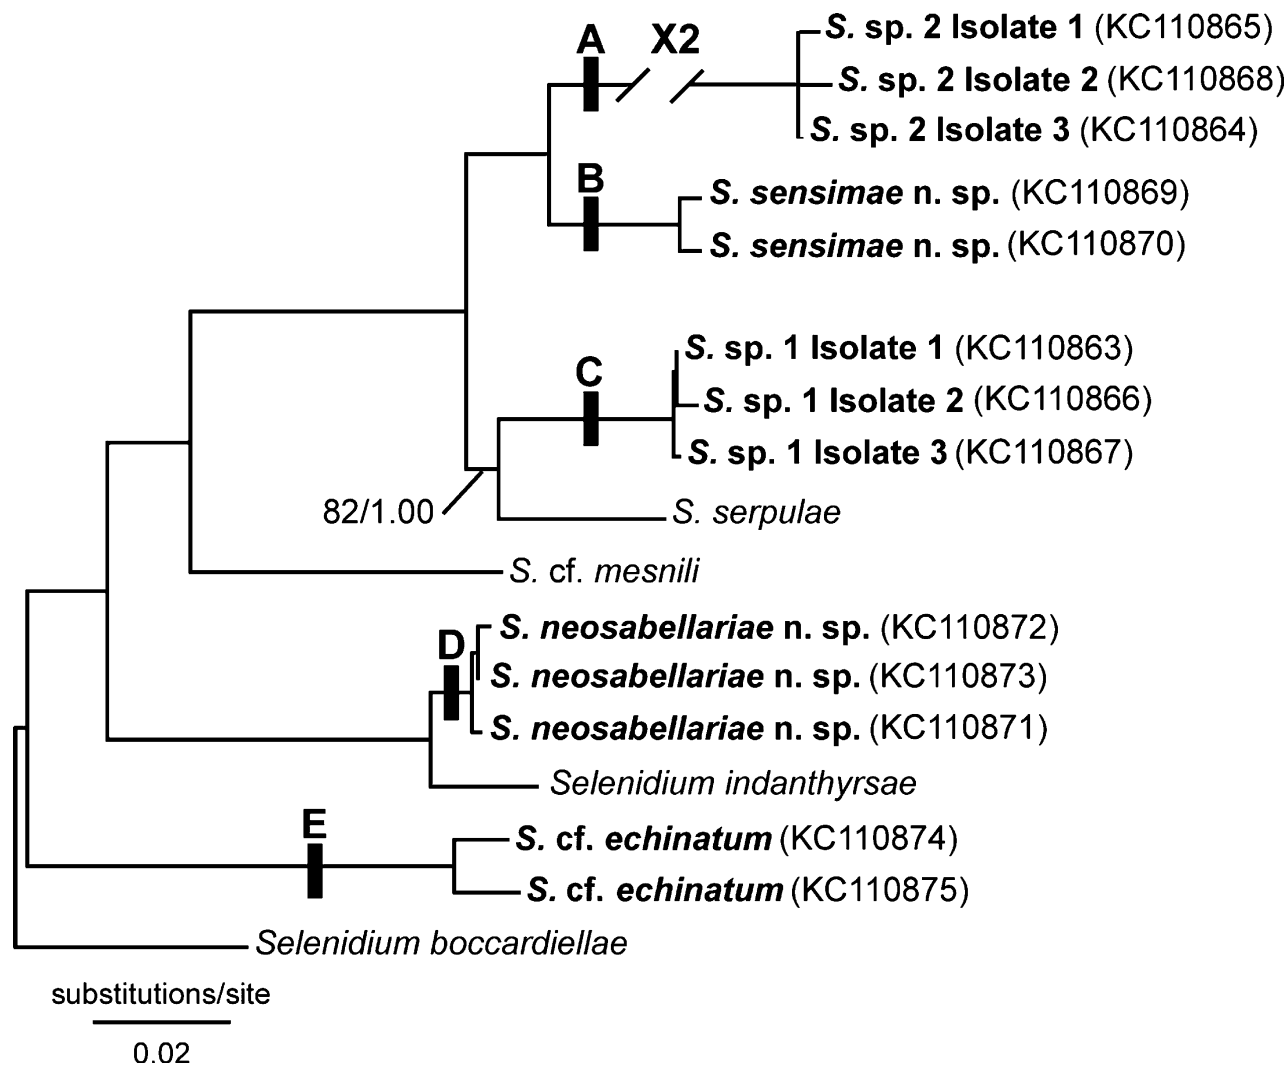 A X2
S. sp. 2 Isolate 1 (KC110865)
S. sp. 2 Isolate 2 (KC110868)
S. sp. 2 Isolate 3 (KC110864)
B
S. sensimae n. sp. (KC110869)
S. sensimae n. sp. (KC110870)
S. sp. 1 Isolate 1 (KC110863)
C
S. sp. 1 Isolate 2 (KC110866)
S. sp. 1 Isolate 3 (KC110867)
82/1.00
S. serpulae
S. cf. mesnili
S. neosabellariae n. sp. (KC110872)
D
S. neosabellariae n. sp. (KC110873)
S. neosabellariae n. sp. (KC110871)
Selenidium indanthyrsae
E
S. cf. echinatum (KC110874)
S. cf. echinatum (KC110875)
Selenidium boccardiellae
substitutions/site
0.02